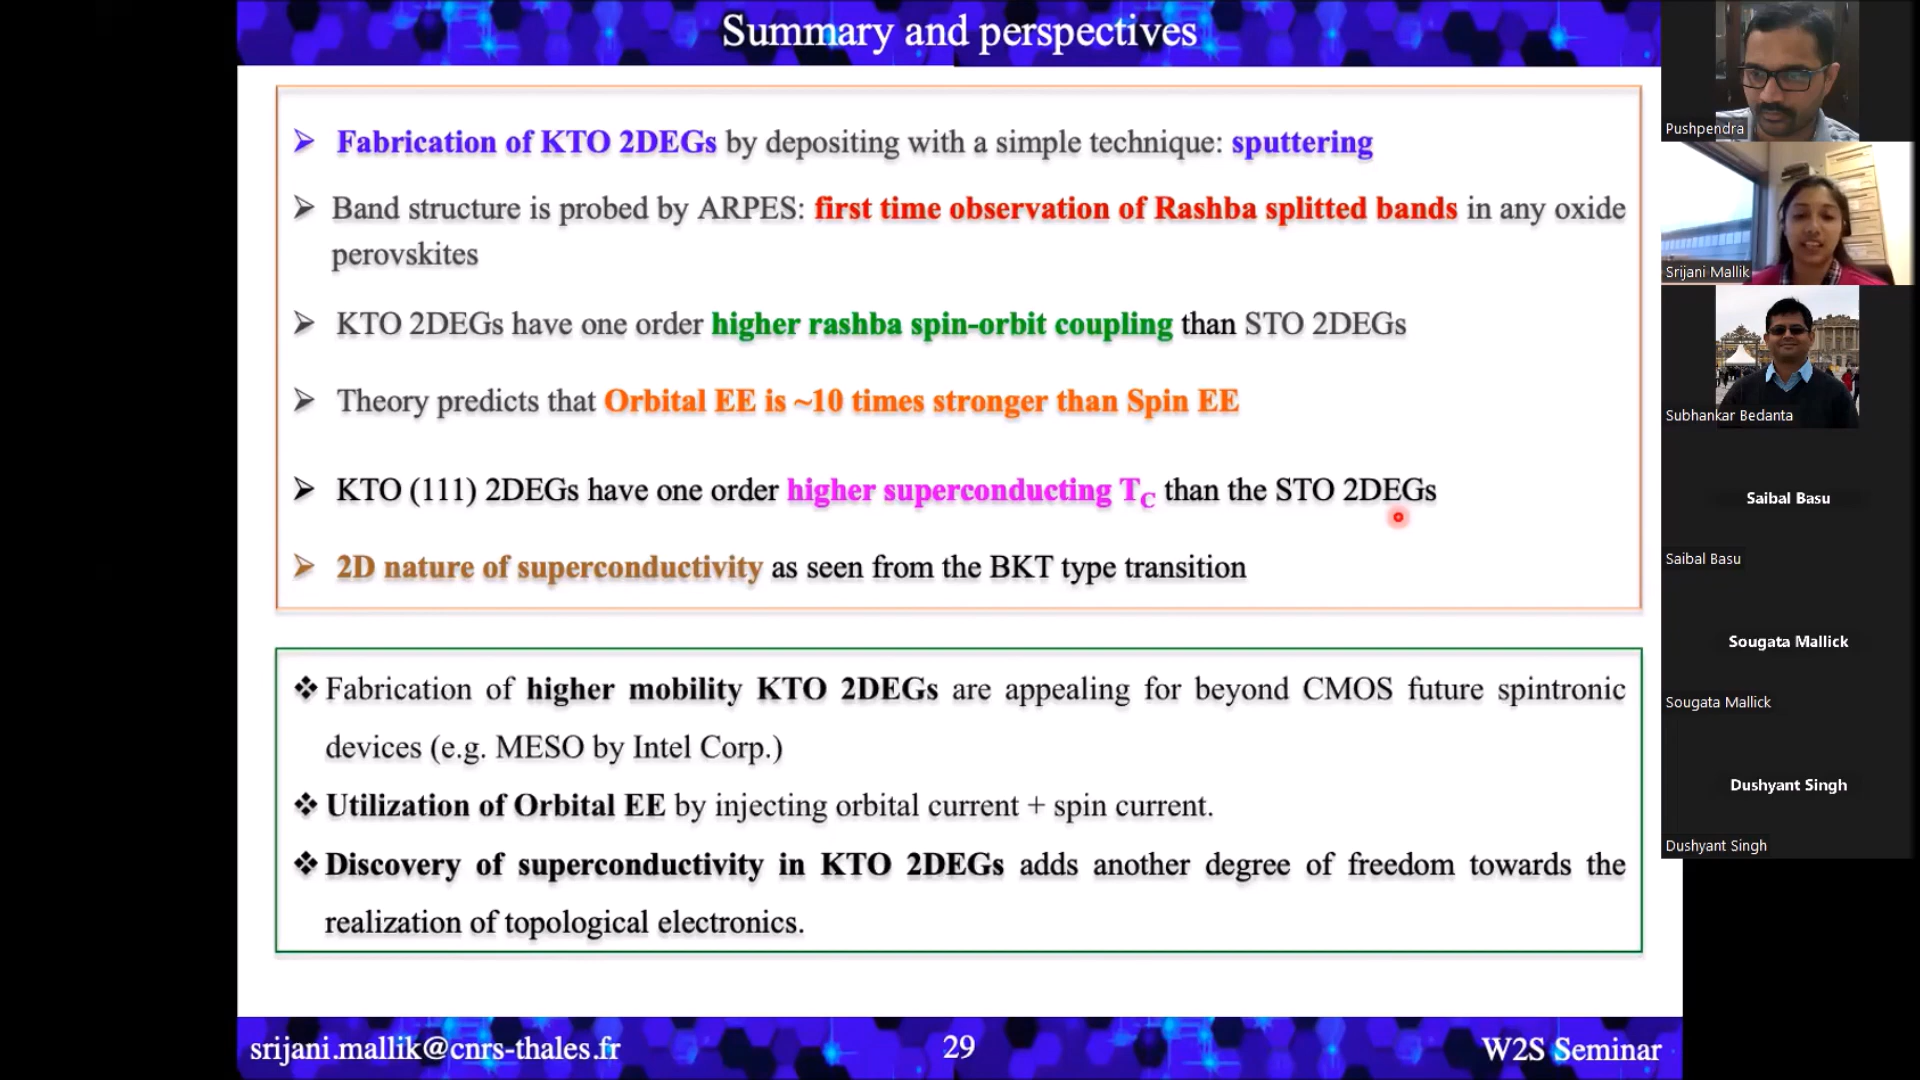 Summary and perspectives
➢ Fabrication of KTO 2DEGs by depositing with a simple technique: sputtering
➢ Band structure is probed by ARPES: first time observation of Rashba splitted bands in any oxide
perovskites
➢ KTO 2DEGs have one order higher rashba spin-orbit coupling than STO 2DEGs
➢ Theory predicts that Orbital EE is ~10 times stronger than Spin EE
➢ KTO (111) 2DEGs have one order higher superconducting TC than the STO 2DEGs
➢ 2D nature of superconductivity as seen from the BKT type transition
❖ Fabrication of higher mobility KTO 2DEGs are appealing for beyond CMOS future spintronic
devices (e.g. MESO by Intel Corp.)
❖ Utilization of Orbital EE by injecting orbital current + spin current.
❖ Discovery of superconductivity in KTO 2DEGs adds another degree of freedom towards the
realization of topological electronics.
srijani.mallik@cnrs-thales.fr
29
W2S Seminar
Pushpendra
Srijani Mallik
Subhankar Bedanta
Saibal Basu
Saibal Basu
Sougata Mallick
Sougata Mallick
Dushyant Singh
Dushyant Singh